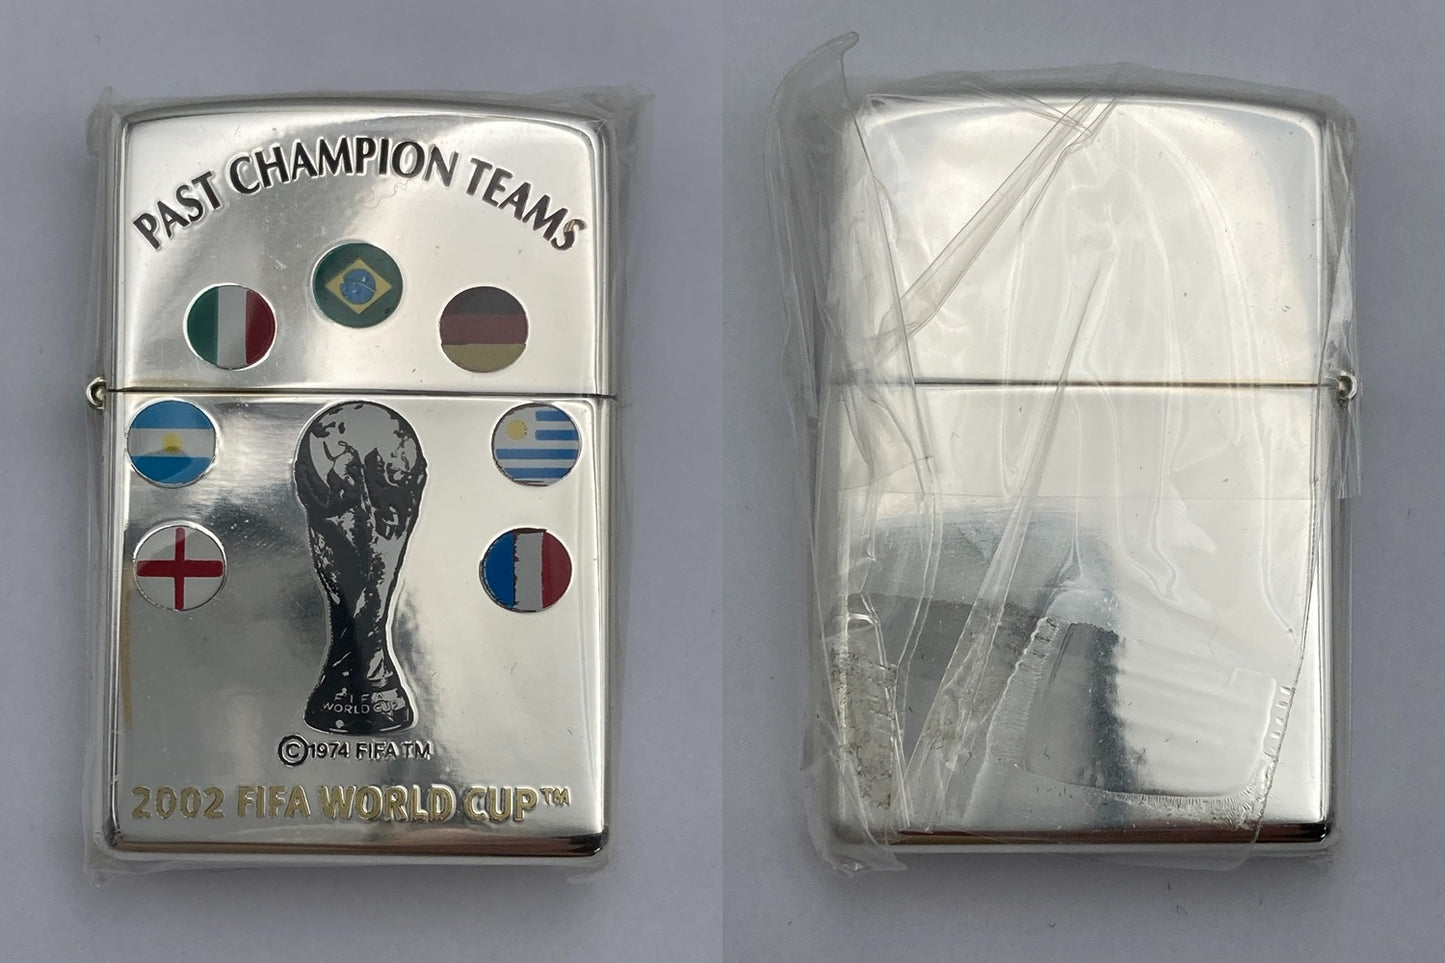 PAST CHAMPION TEAMS
FIFA
WORLD CUP
©1974 FIFA TM
2002 FIFA WORLD CUP™